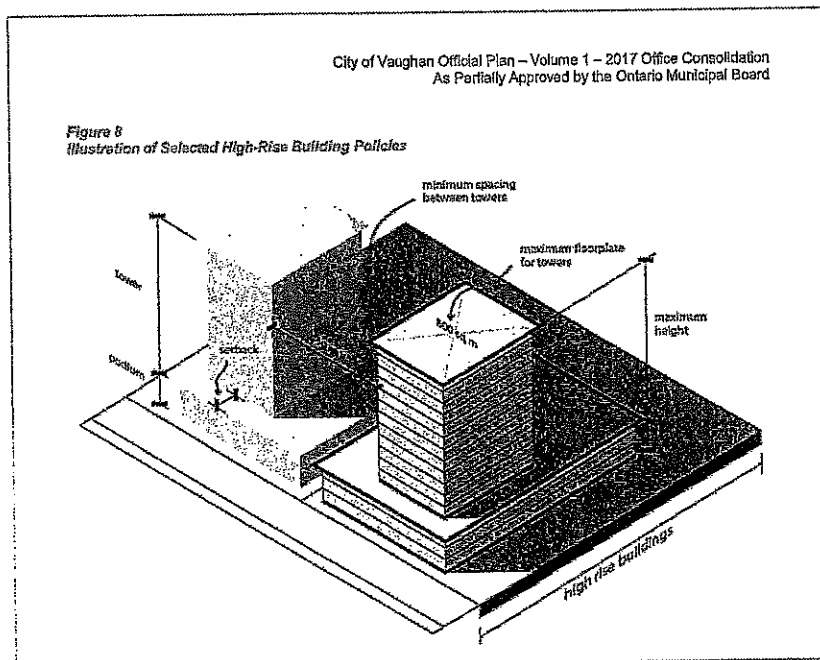 City of Vaughan Official Plan – Volume 1 – 2017 Office Consolidation
As Partially Approved by the Ontario Municipal Board
Figure 8
Illustration of Selected High-Rise Building Policies
minimum spacing
between towers
maximum floorplate
for towers
tower
800 sq m
maximum
height
setback
podium
high rise buildings